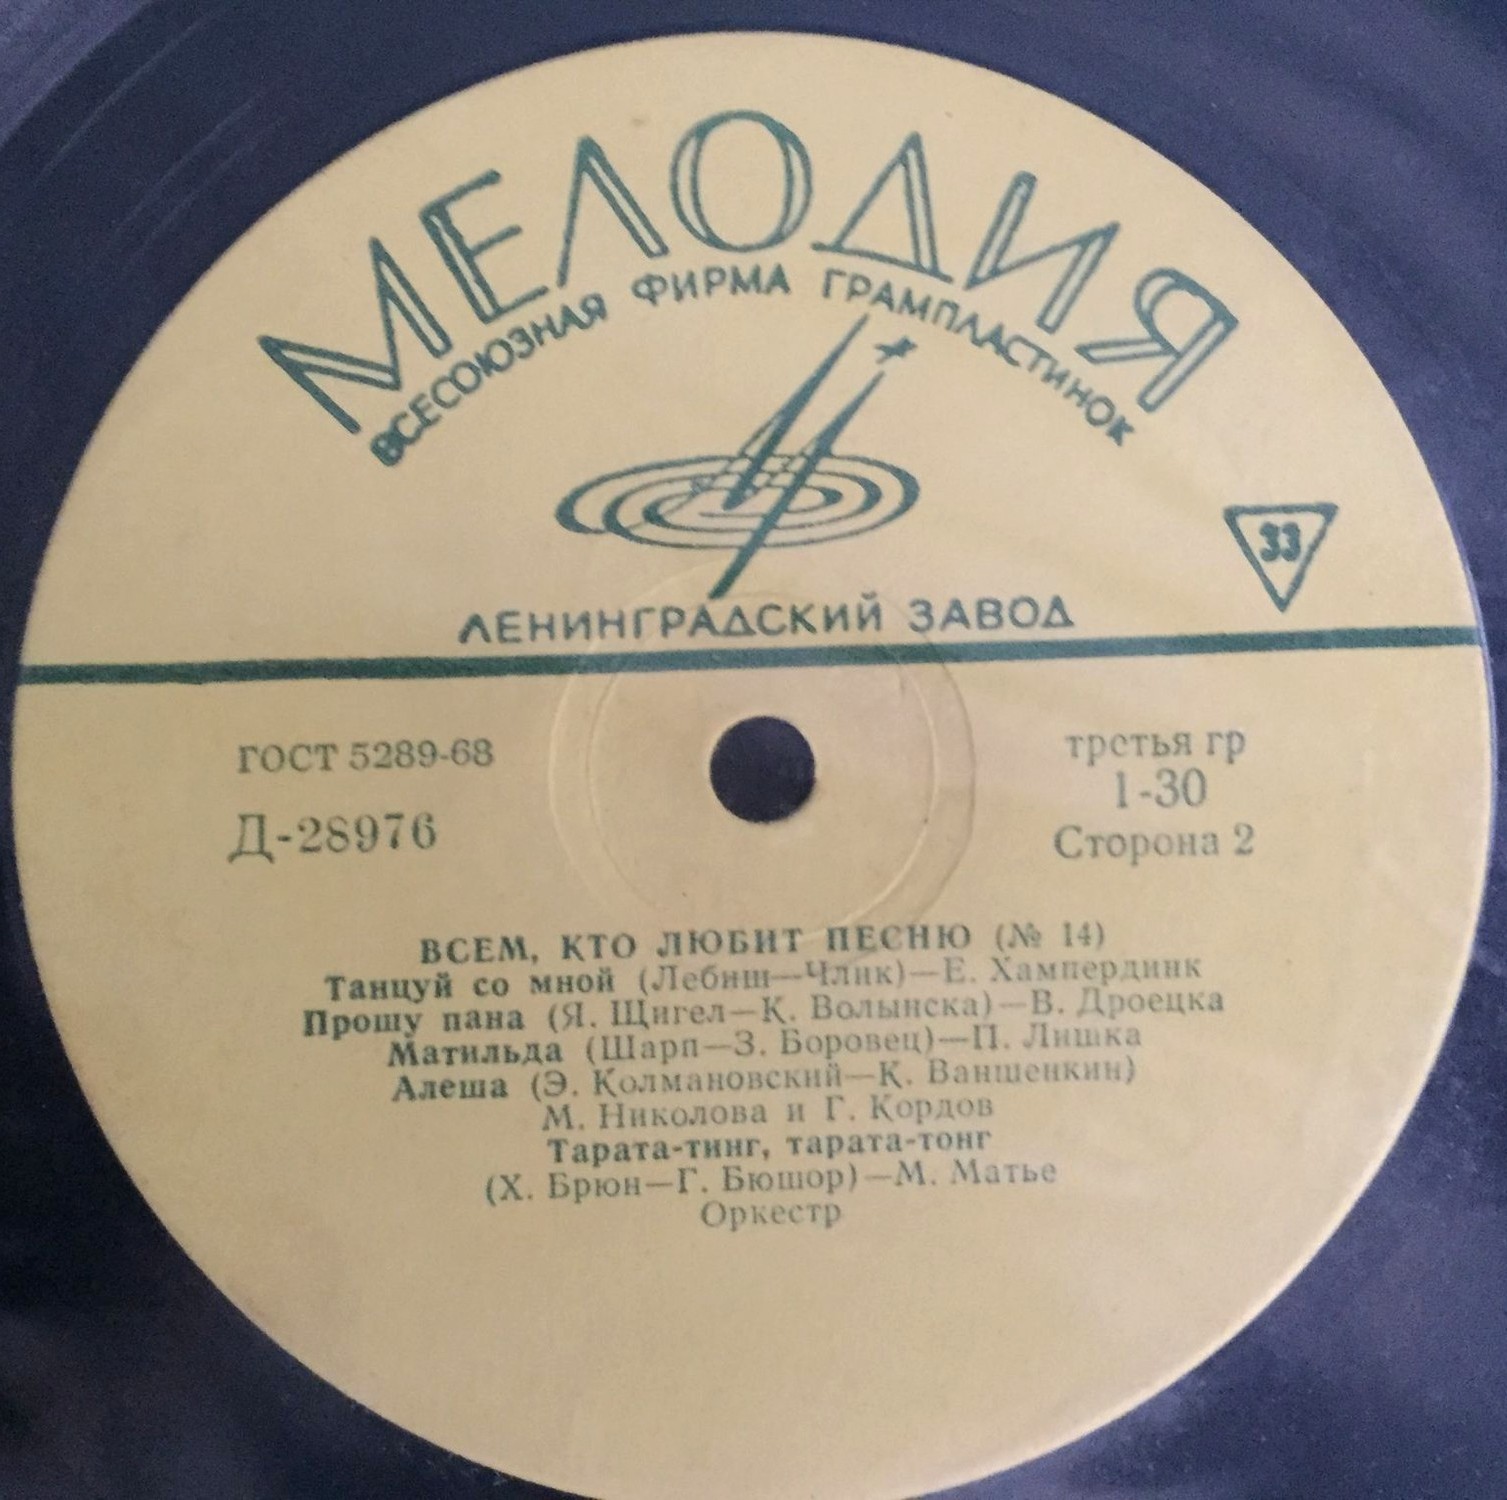 МЕЛОДИЯ
ВСЕСОЮЗНАЯ ФИРМА ГРАМПЛАСТИНОК
33
ЛЕНИНГРАДСКИЙ ЗАВОД
ГОСТ 5289-68
третья гр
Д-28976
1-30
Сторона 2
ВСЕМ, КТО ЛЮБИТ ПЕСНЮ (№ 14)
Танцуй со мной (Лебиш—Члик)—Е. Хампердинк
Прошу пана (Я. Щигел—К. Волынска)—В. Дроецка
Матильда (Шарп—З. Боровец)—П. Лишка
Алеша (Э. Колмановский—К. Ваншенкин)
М. Николова и Г. Кордов
Тарата-тинг, тарата-тонг
(Х. Брюн—Г. Бюшор)—М. Матье
Оркестр